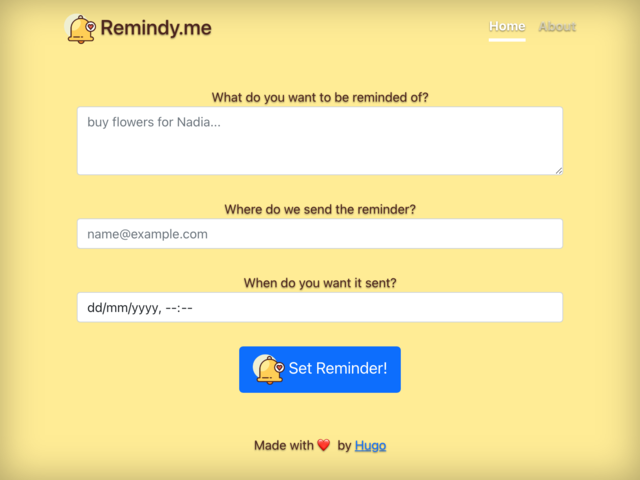 Remindy.me
Home
About
What do you want to be reminded of?
buy flowers for Nadia...
Where do we send the reminder?
name@example.com
When do you want it sent?
dd/mm/yyyy, --:--
Set Reminder!
Made with ❤️ by Hugo